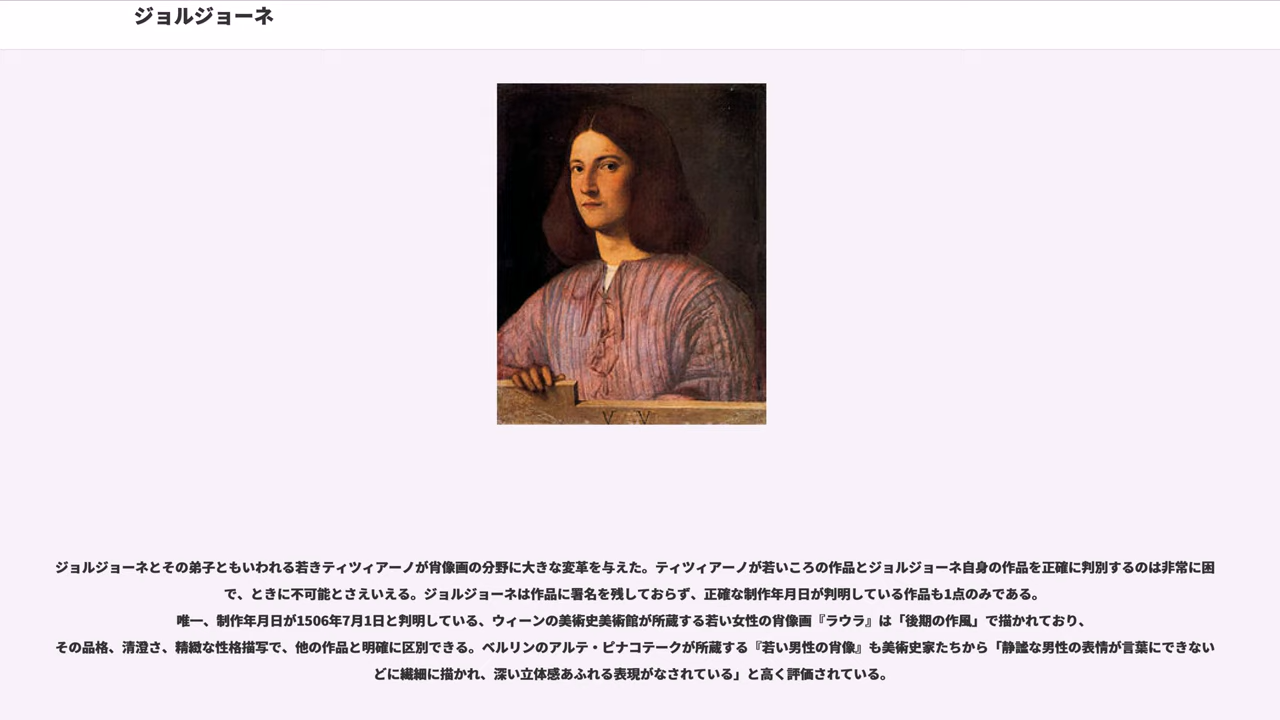 ジョルジョーネ
V V
ジョルジョーネとその弟子ともいわれる若きティツィアーノが肖像画の分野に大きな変革を与えた。ティツィアーノが若いころの作品とジョルジョーネ自身の作品を正確に判別するのは非常に困
で、ときに不可能とさえいえる。ジョルジョーネは作品に署名を残しておらず、正確な制作年月日が判明している作品も1点のみである。
唯一、制作年月日が1506年7月1日と判明している、ウィーンの美術史美術館が所蔵する若い女性の肖像画『ラウラ』は「後期の作風」で描かれており、
その品格、清澄さ、精緻な性格描写で、他の作品と明確に区別できる。ベルリンのアルテ・ピナコテークが所蔵する『若い男性の肖像』も美術史家たちから「静謐な男性の表情が言葉にできない
どに繊細に描かれ、深い立体感あふれる表現がなされている」と高く評価されている。